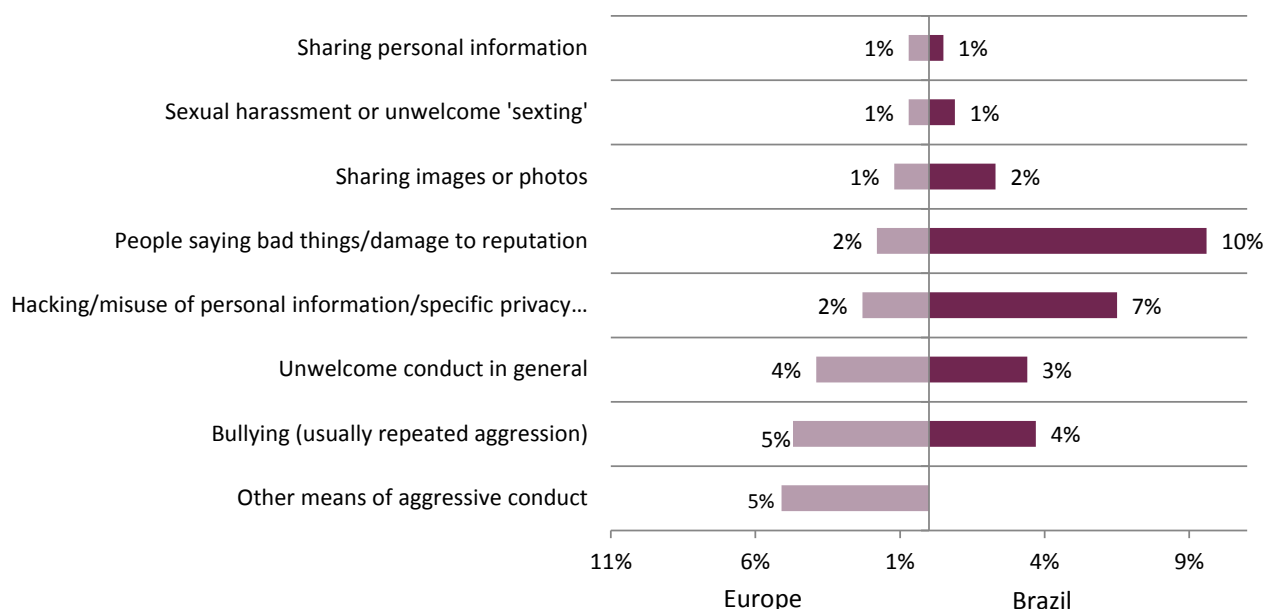 Sharing personal information 1% 1%
Sexual harassment or unwelcome 'sexting' 1% 1%
Sharing images or photos 1% 2%
People saying bad things/damage to reputation 2% 10%
Hacking/misuse of personal information/specific privacy… 2% 7%
Unwelcome conduct in general 4% 3%
Bullying (usually repeated aggression) 5% 4%
Other means of aggressive conduct 5%
11% 6% 1% 4% 9%
Europe Brazil